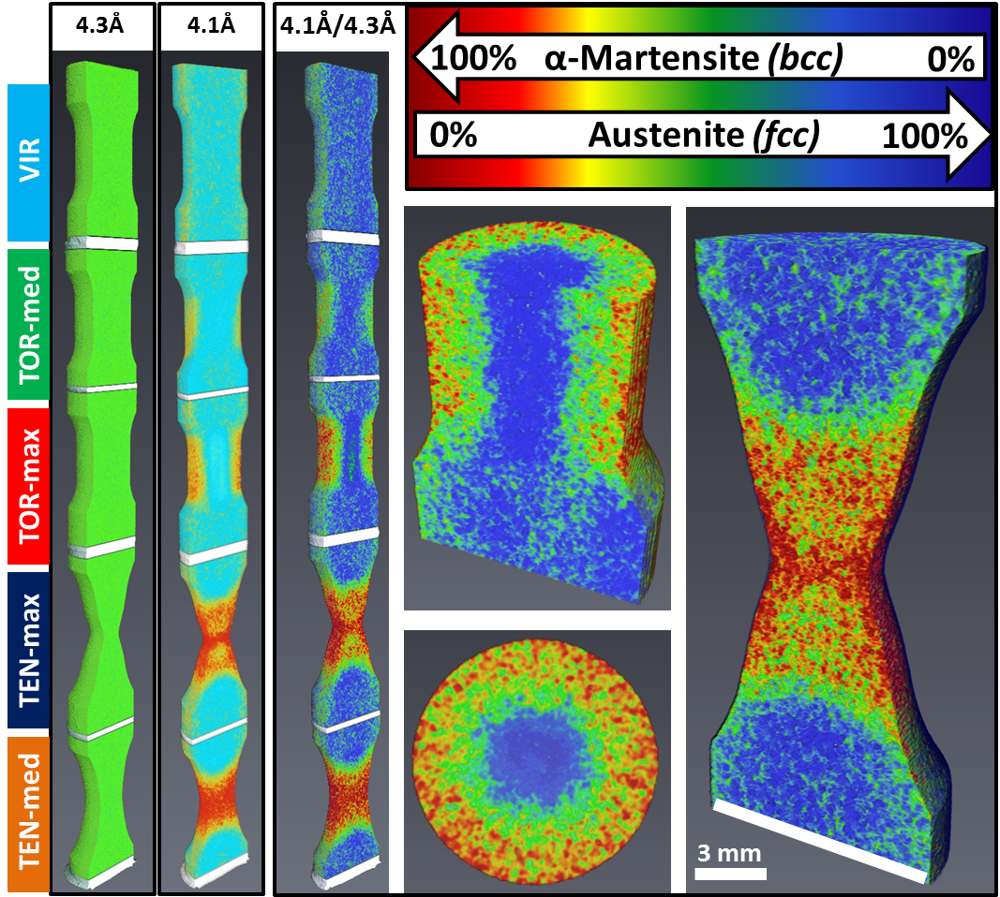 4.3Å
4.1Å
4.1Å/4.3Å
100% α-Martensite (bcc) 0%
0% Austenite (fcc) 100%
VIR
TOR-med
TOR-max
TEN-max
TEN-med
3 mm